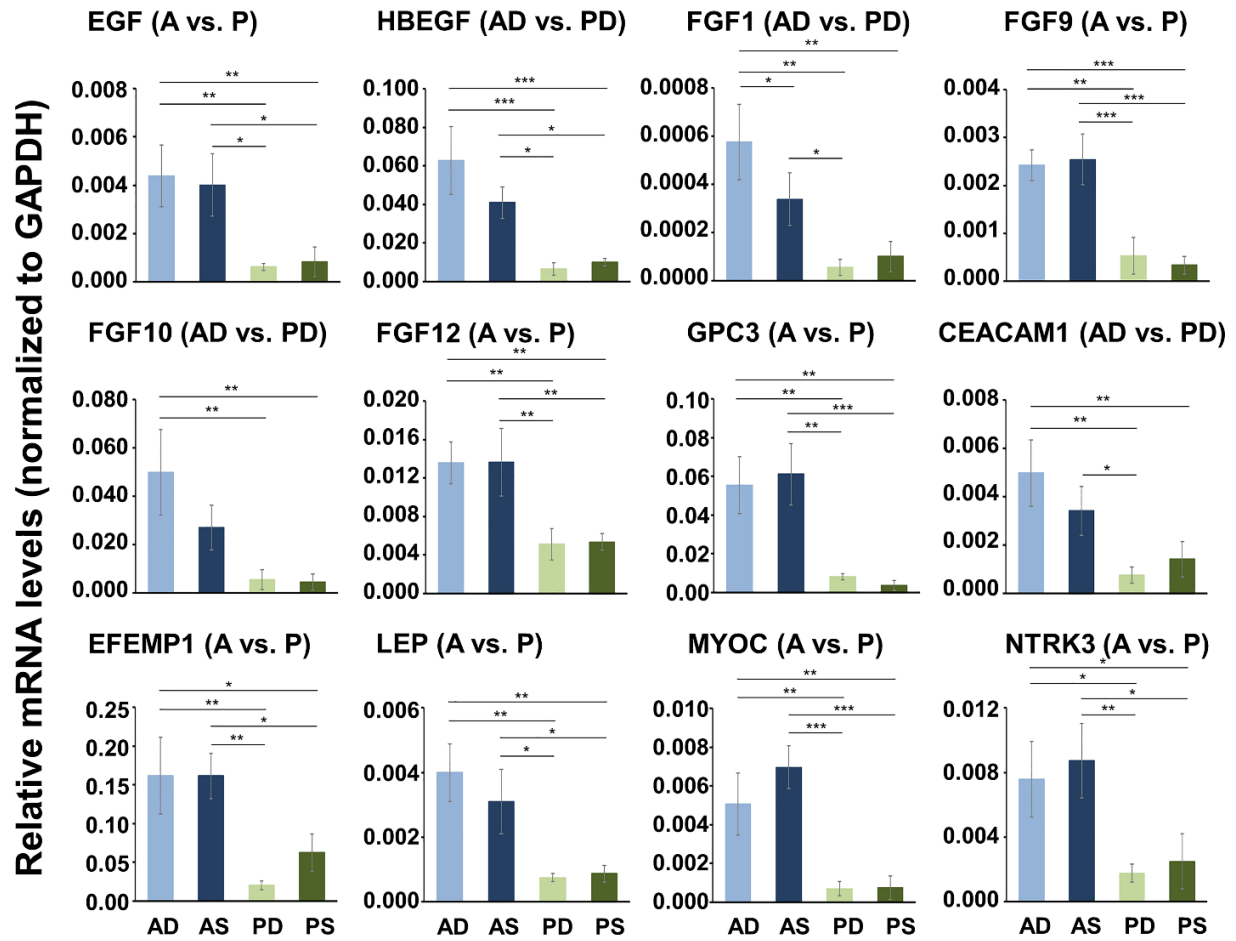 Relative mRNA levels (normalized to GAPDH)
EGF (A vs. P)
** ** * *
0.008
0.006
0.004
0.002
0.000
HBEGF (AD vs. PD)
*** *** * *
0.100
0.080
0.060
0.040
0.020
0.000
FGF1 (AD vs. PD)
** ** * *
0.0008
0.0006
0.0004
0.0002
0.0000
FGF9 (A vs. P)
*** ** *** ***
0.004
0.003
0.002
0.001
0.000
FGF10 (AD vs. PD)
** **
0.080
0.060
0.040
0.020
0.000
FGF12 (A vs. P)
** ** ** **
0.020
0.016
0.012
0.008
0.004
0.000
GPC3 (A vs. P)
** ** *** **
0.10
0.08
0.06
0.04
0.02
0.00
CEACAM1 (AD vs. PD)
** ** *
0.008
0.006
0.004
0.002
0.000
EFEMP1 (A vs. P)
* ** * **
0.25
0.20
0.15
0.10
0.05
0.00
AD AS PD PS
LEP (A vs. P)
** ** * *
0.006
0.004
0.002
0.000
AD AS PD PS
MYOC (A vs. P)
** ** *** ***
0.010
0.008
0.006
0.004
0.002
0.000
AD AS PD PS
NTRK3 (A vs. P)
* * * **
0.012
0.008
0.004
0.000
AD AS PD PS